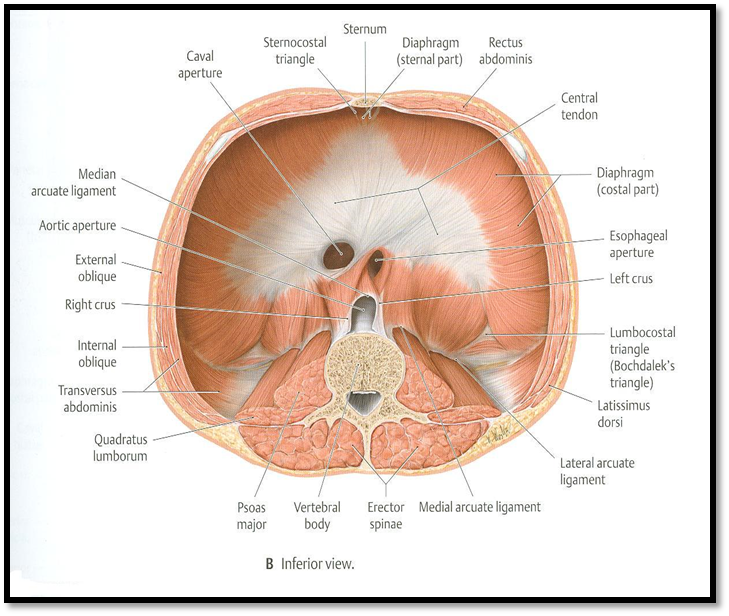 Sternum
Sternocostal
triangle
Diaphragm
(sternal part)
Rectus
abdominis
Caval
aperture
Central
tendon
Median
arcuate ligament
Diaphragm
(costal part)
Aortic aperture
Esophageal
aperture
External
oblique
Left crus
Right crus
Internal
oblique
Lumbocostal
triangle
(Bochdalek's
triangle)
Transversus
abdominis
Latissimus
dorsi
Quadratus
lumborum
Lateral arcuate
ligament
Psoas
major
Vertebral
body
Erector
spinae
Medial arcuate ligament
B Inferior view.